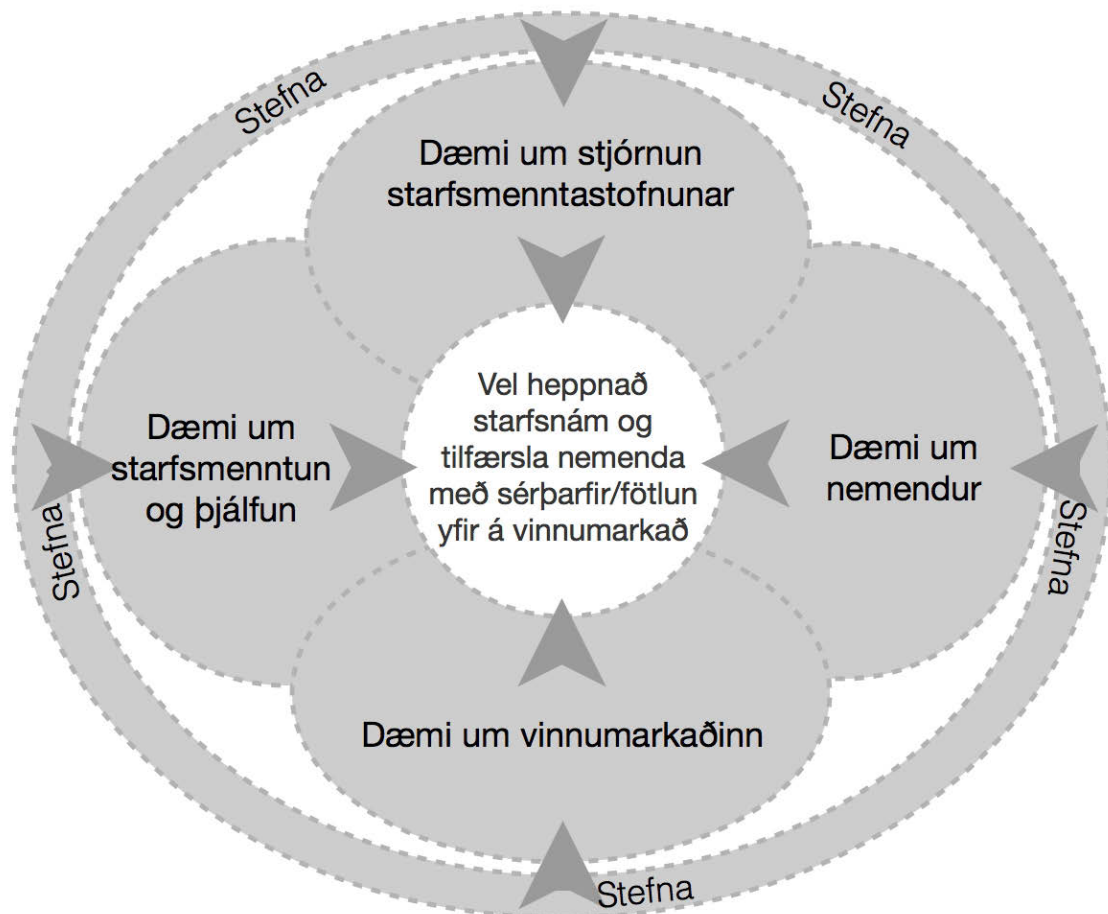 Stefna
Stefna
Dæmi um stjórnun
starfsmenntastofnunar
Dæmi um
starfsmenntun
og þjálfun
Vel heppnað
starfsnám og
tilfærsla nemenda
með sérþarfir/fötlun
yfir á vinnumarkað
Dæmi um
nemendur
Stefna
Stefna
Dæmi um vinnumarkaðinn
Stefna